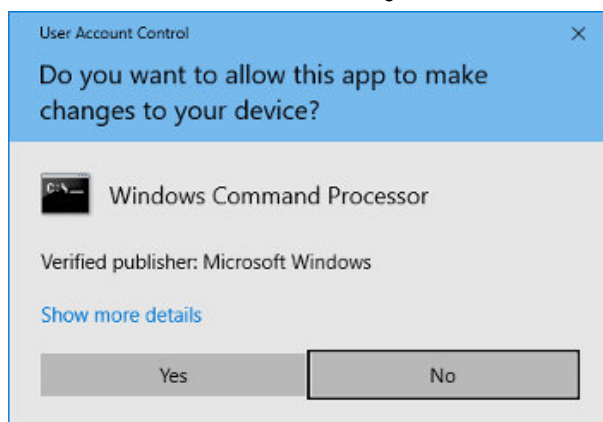 User Account Control
Do you want to allow this app to make
changes to your device?
C:\_
Windows Command Processor
Verified publisher: Microsoft Windows
Show more details
Yes
No